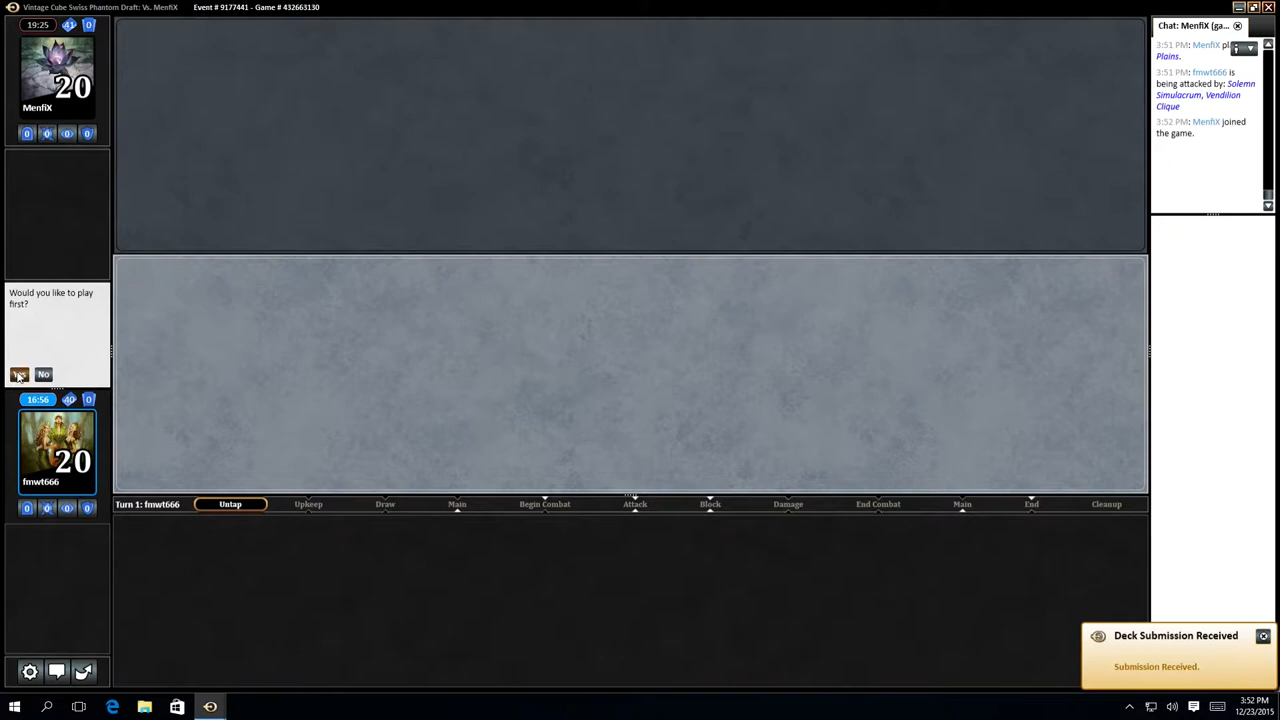 Vintage Cube Swiss Phantom Draft: Vs. MenfiX
Event # 9177441 - Game # 432663130
19:25 41 0
20
MenfiX
0 0 0 0
Would you like to play
first?
Yes No
16:56 40 0
20
fmwt666
0 0 0 0
Turn 1: fmwt666 Untap Upkeep Draw Main Begin Combat Attack Block Damage End Combat Main End Cleanup
Chat: MenfiX (ga...
3:51 PM: MenfiX
Plains.
3:51 PM: fmwt666 is
being attacked by: Solemn
Simulacrum, Vendilion
Clique
3:52 PM: MenfiX joined
the game.
Deck Submission Received
Submission Received.
3:52 PM
12/23/2015